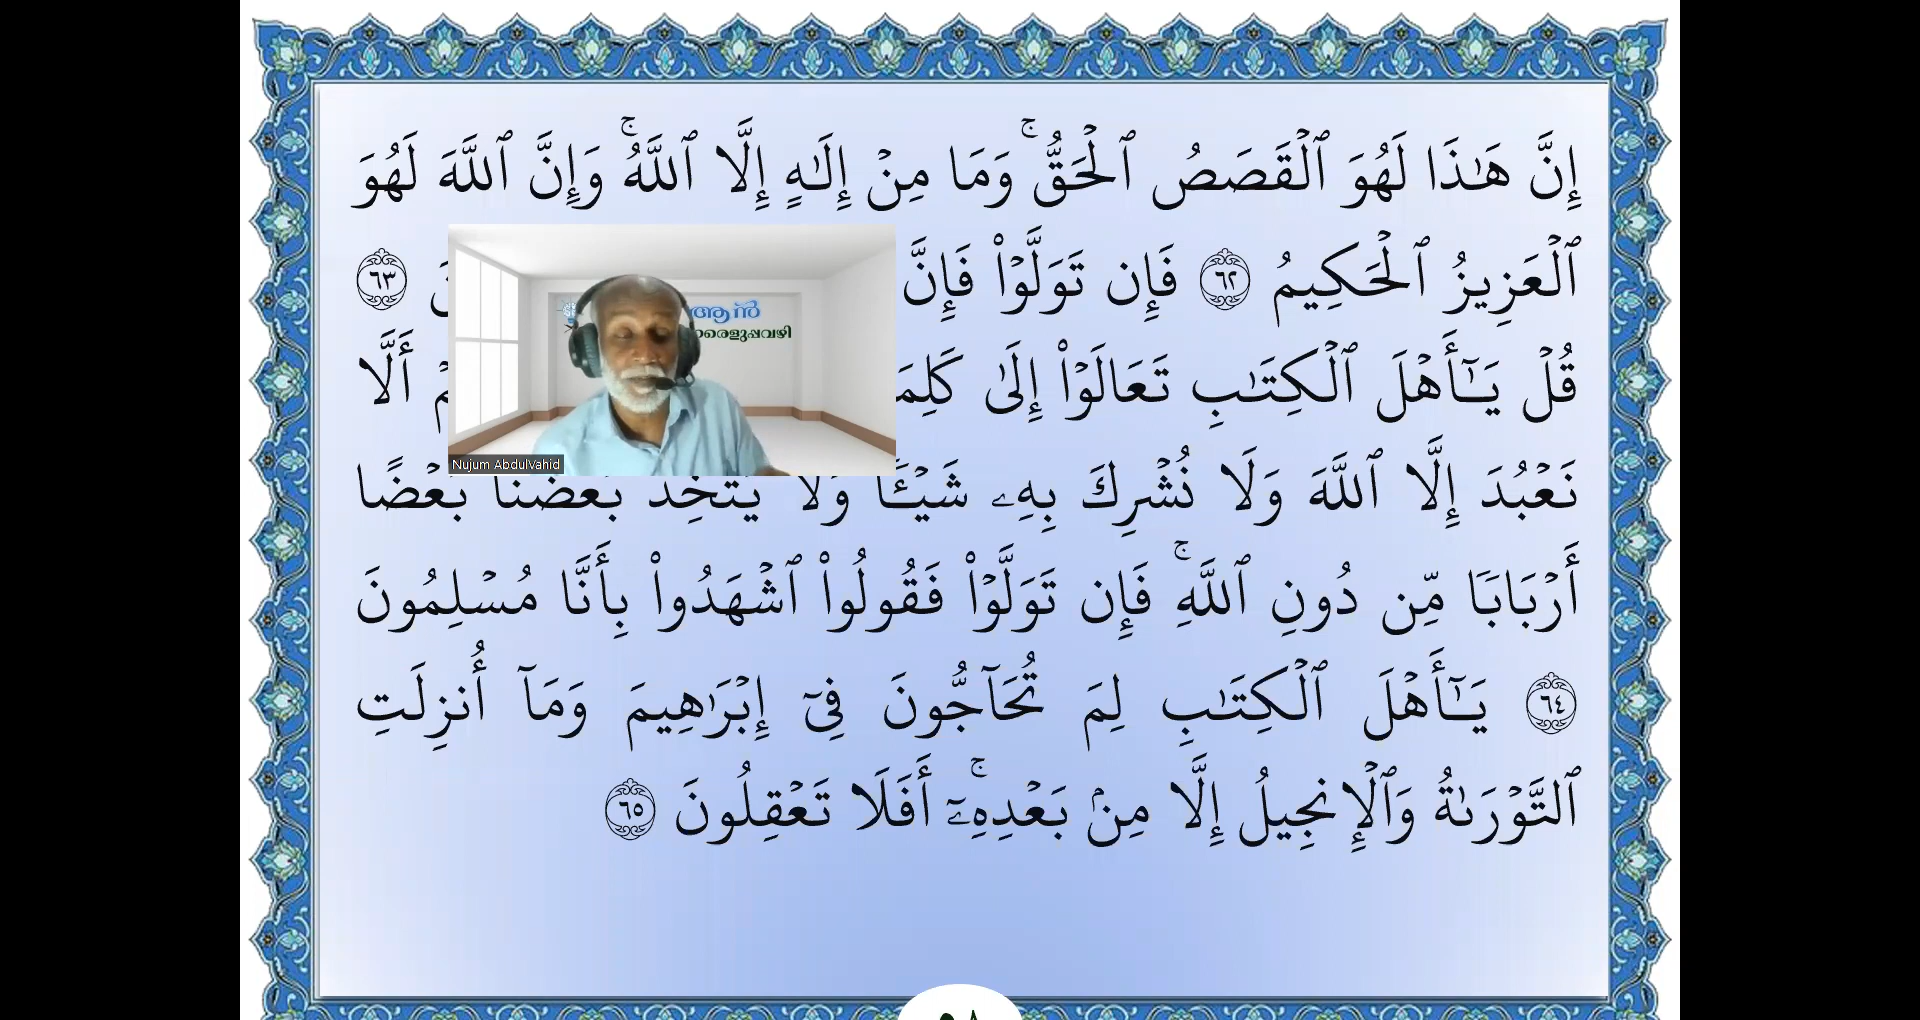 إِنَّ هَـٰذَا لَهُوَ ٱلْقَصَصُ ٱلْحَقُّ ۚ وَمَا مِنْ إِلَـٰهٍ إِلَّا ٱللَّهُ ۚ وَإِنَّ ٱللَّهَ لَهُوَ
ٱلْعَزِيزُ ٱلْحَكِيمُ ٦٢ فَإِن تَوَلَّوْا۟ فَإِنَّ ٦٣
قُلْ يَـٰٓأَهْلَ ٱلْكِتَـٰبِ تَعَالَوْا۟ إِلَىٰ أَلَّا
نَعْبُدَ إِلَّا ٱللَّهَ وَلَا نُشْرِكَ بِهِۦ شَيْـًٔا وَلَا يَتَّخِذَ بَعْضُنَا بَعْضًا
أَرْبَابًا مِّن دُونِ ٱللَّهِ ۚ فَإِن تَوَلَّوْا۟ فَقُولُوا۟ ٱشْهَدُوا۟ بِأَنَّا مُسْلِمُونَ
٦٤ يَـٰٓأَهْلَ ٱلْكِتَـٰبِ لِمَ تُحَآجُّونَ فِىٓ إِبْرَٰهِيمَ وَمَآ أُنزِلَتِ
ٱلتَّوْرَىٰةُ وَٱلْإِنجِيلُ إِلَّا مِنۢ بَعْدِهِۦٓ ۚ أَفَلَا تَعْقِلُونَ ٦٥
Nujum AbdulVahid